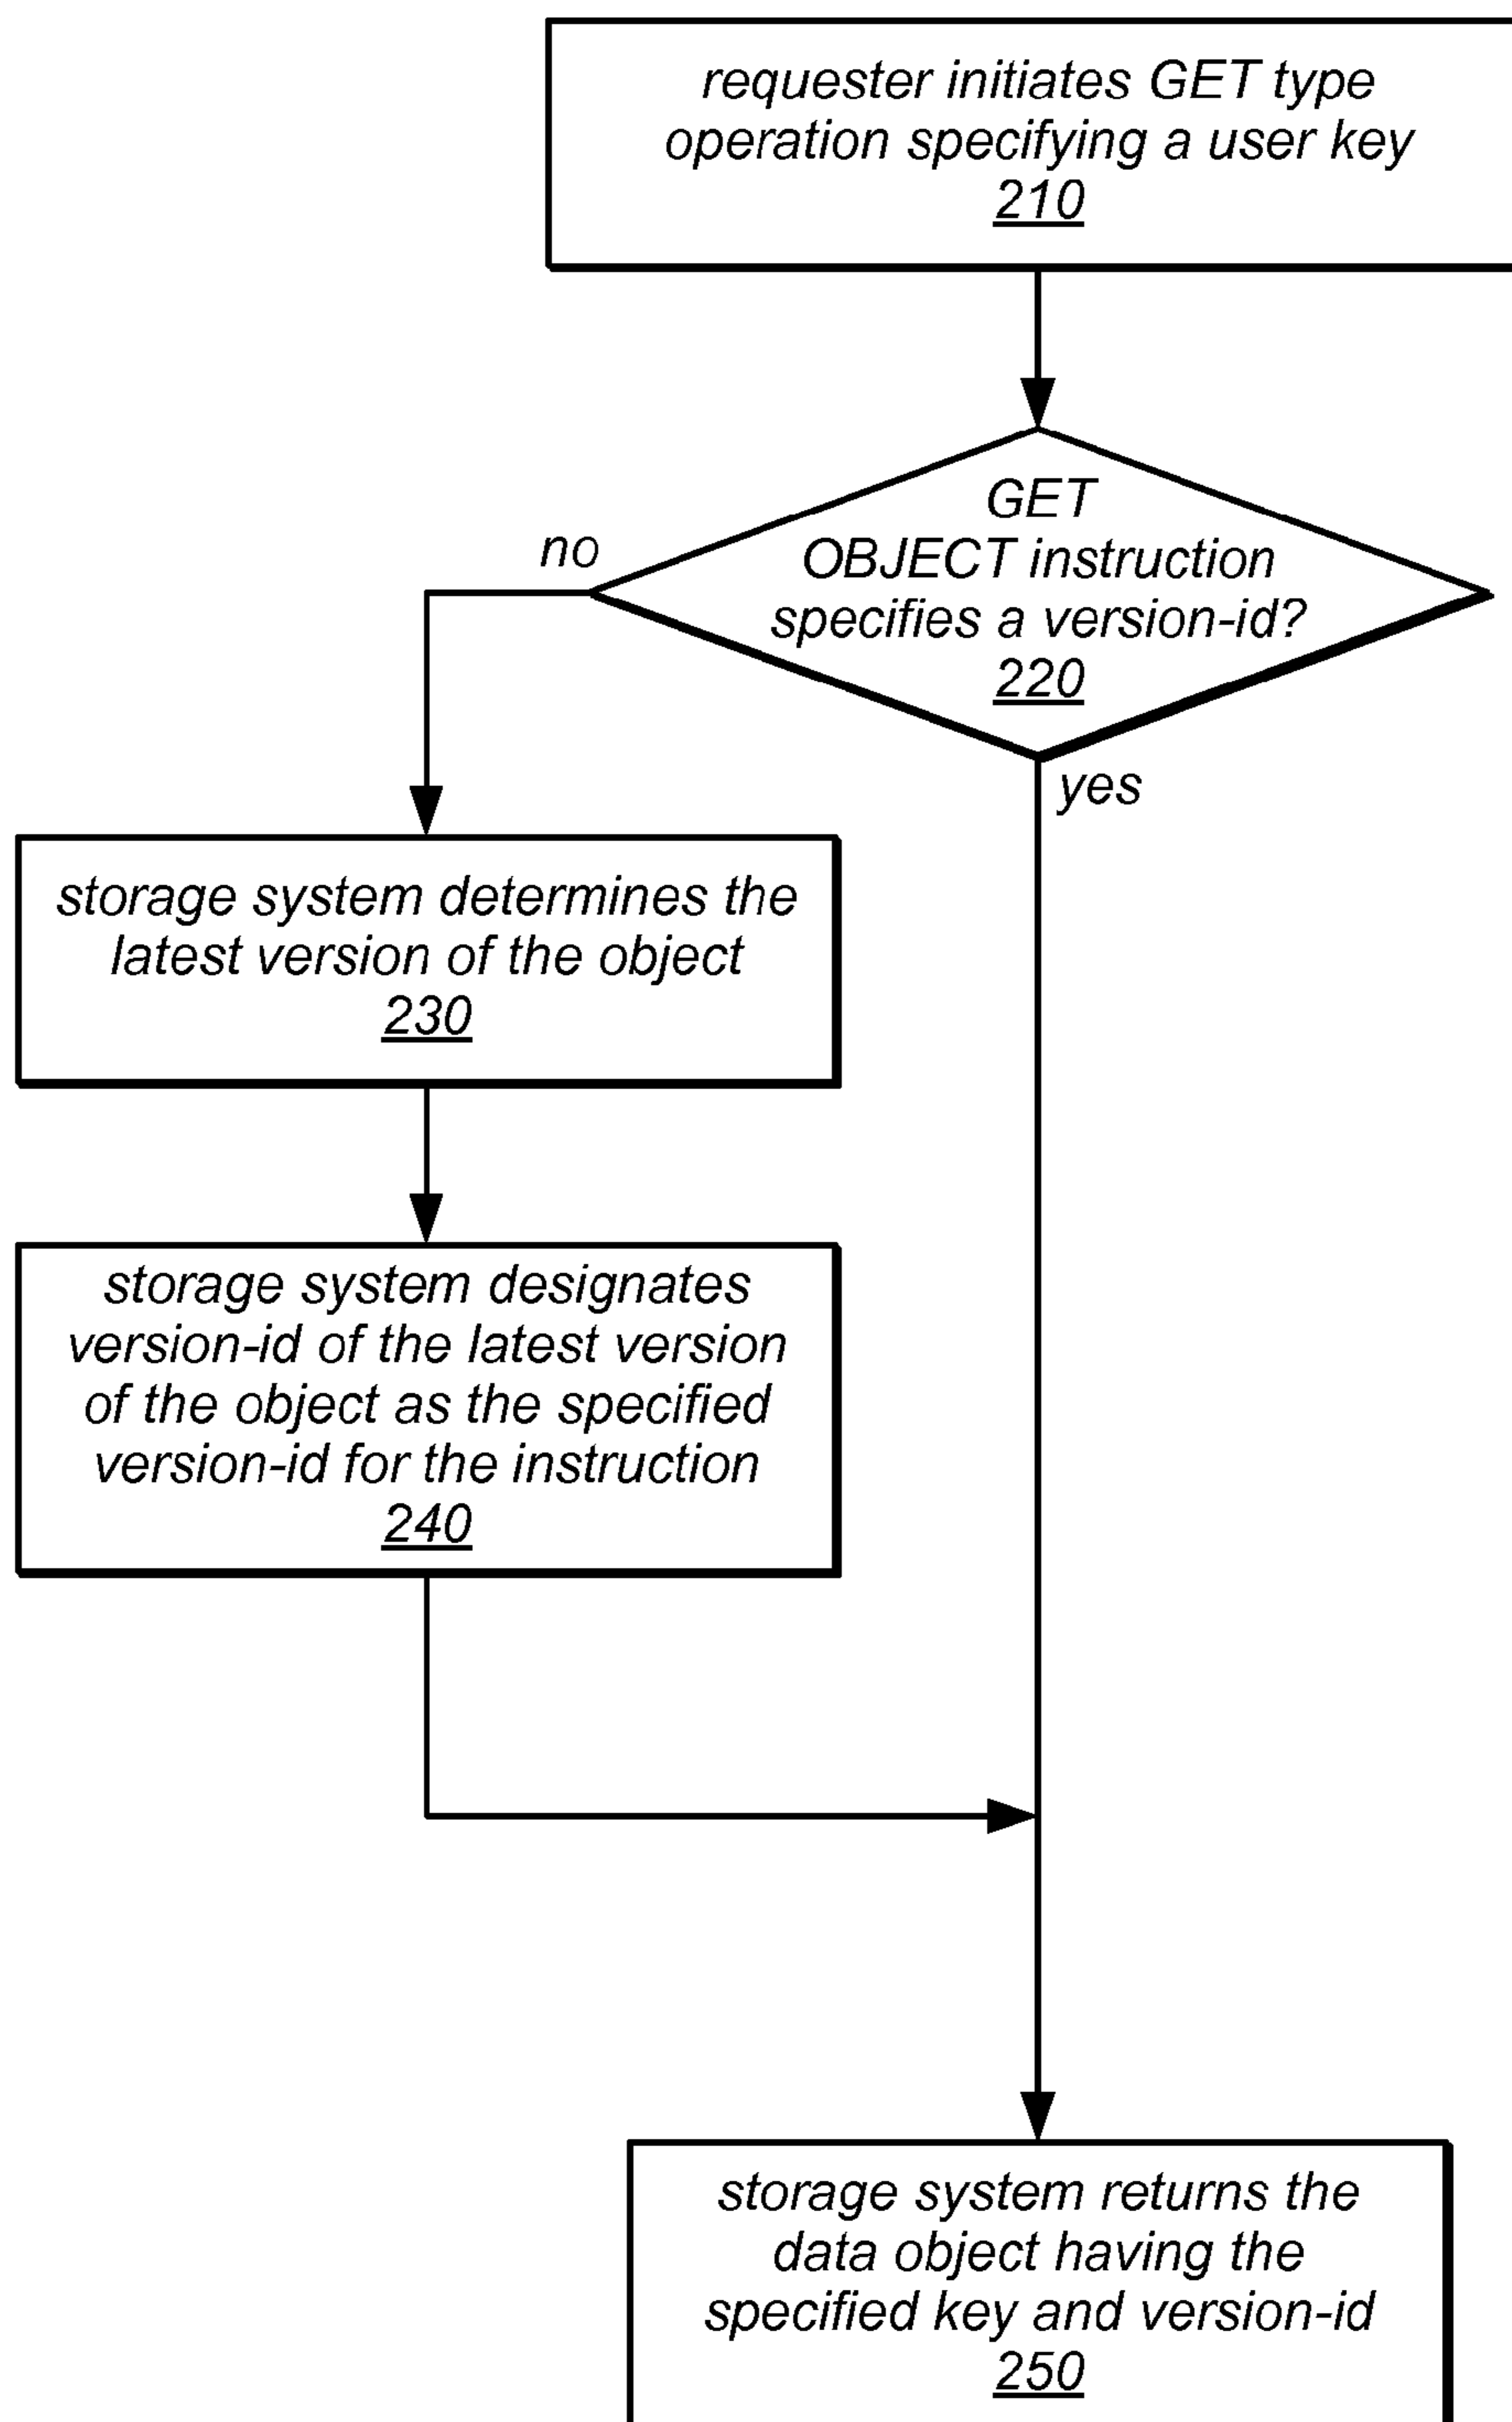 requester initiates GET type
operation specifying a user key
210
GET
OBJECT instruction
specifies a version-id?
220
no
yes
storage system determines the
latest version of the object
230
storage system designates
version-id of the latest version
of the object as the specified
version-id for the instruction
240
storage system returns the
data object having the
specified key and version-id
250